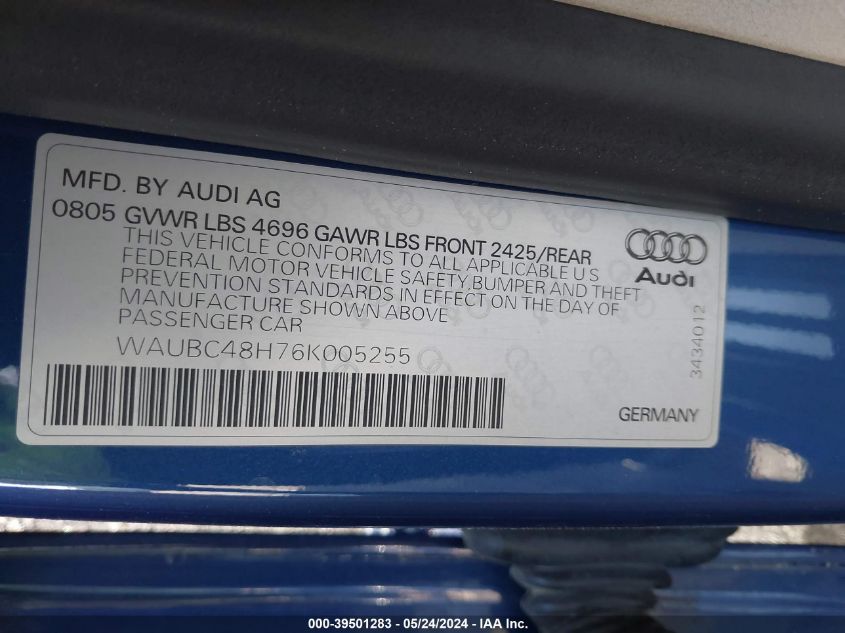 MFD. BY AUDI AG
0805 GVWR LBS 4696 GAWR LBS FRONT 2425/REAR
THIS VEHICLE CONFORMS TO ALL APPLICABLE U S
FEDERAL MOTOR VEHICLE SAFETY,BUMPER AND THEFT
PREVENTION STANDARDS IN EFFECT ON THE DAY OF
MANUFACTURE SHOWN ABOVE
PASSENGER CAR
WAUBC48H76K005255
Audi
3434012
GERMANY
000-39501283 - 05/24/2024 - IAA Inc.